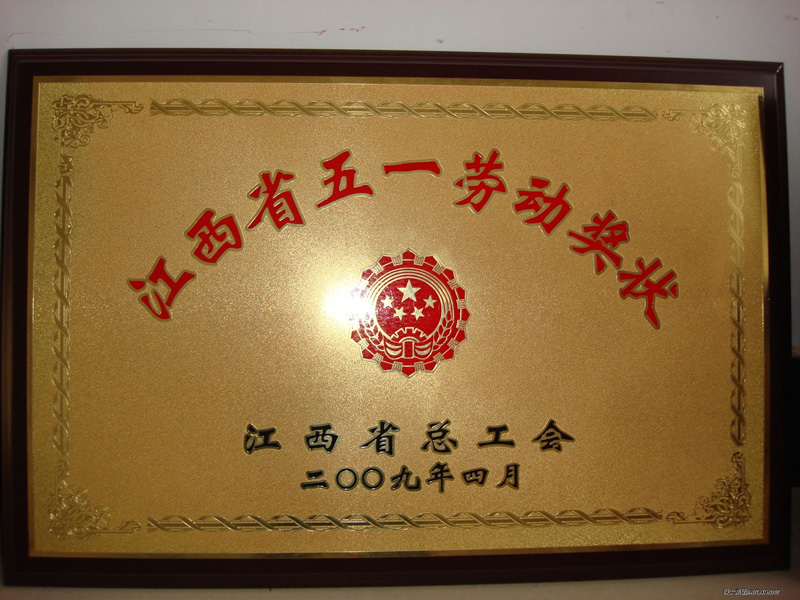 江西省五一劳动奖状
江西省总工会
二〇〇九年四月